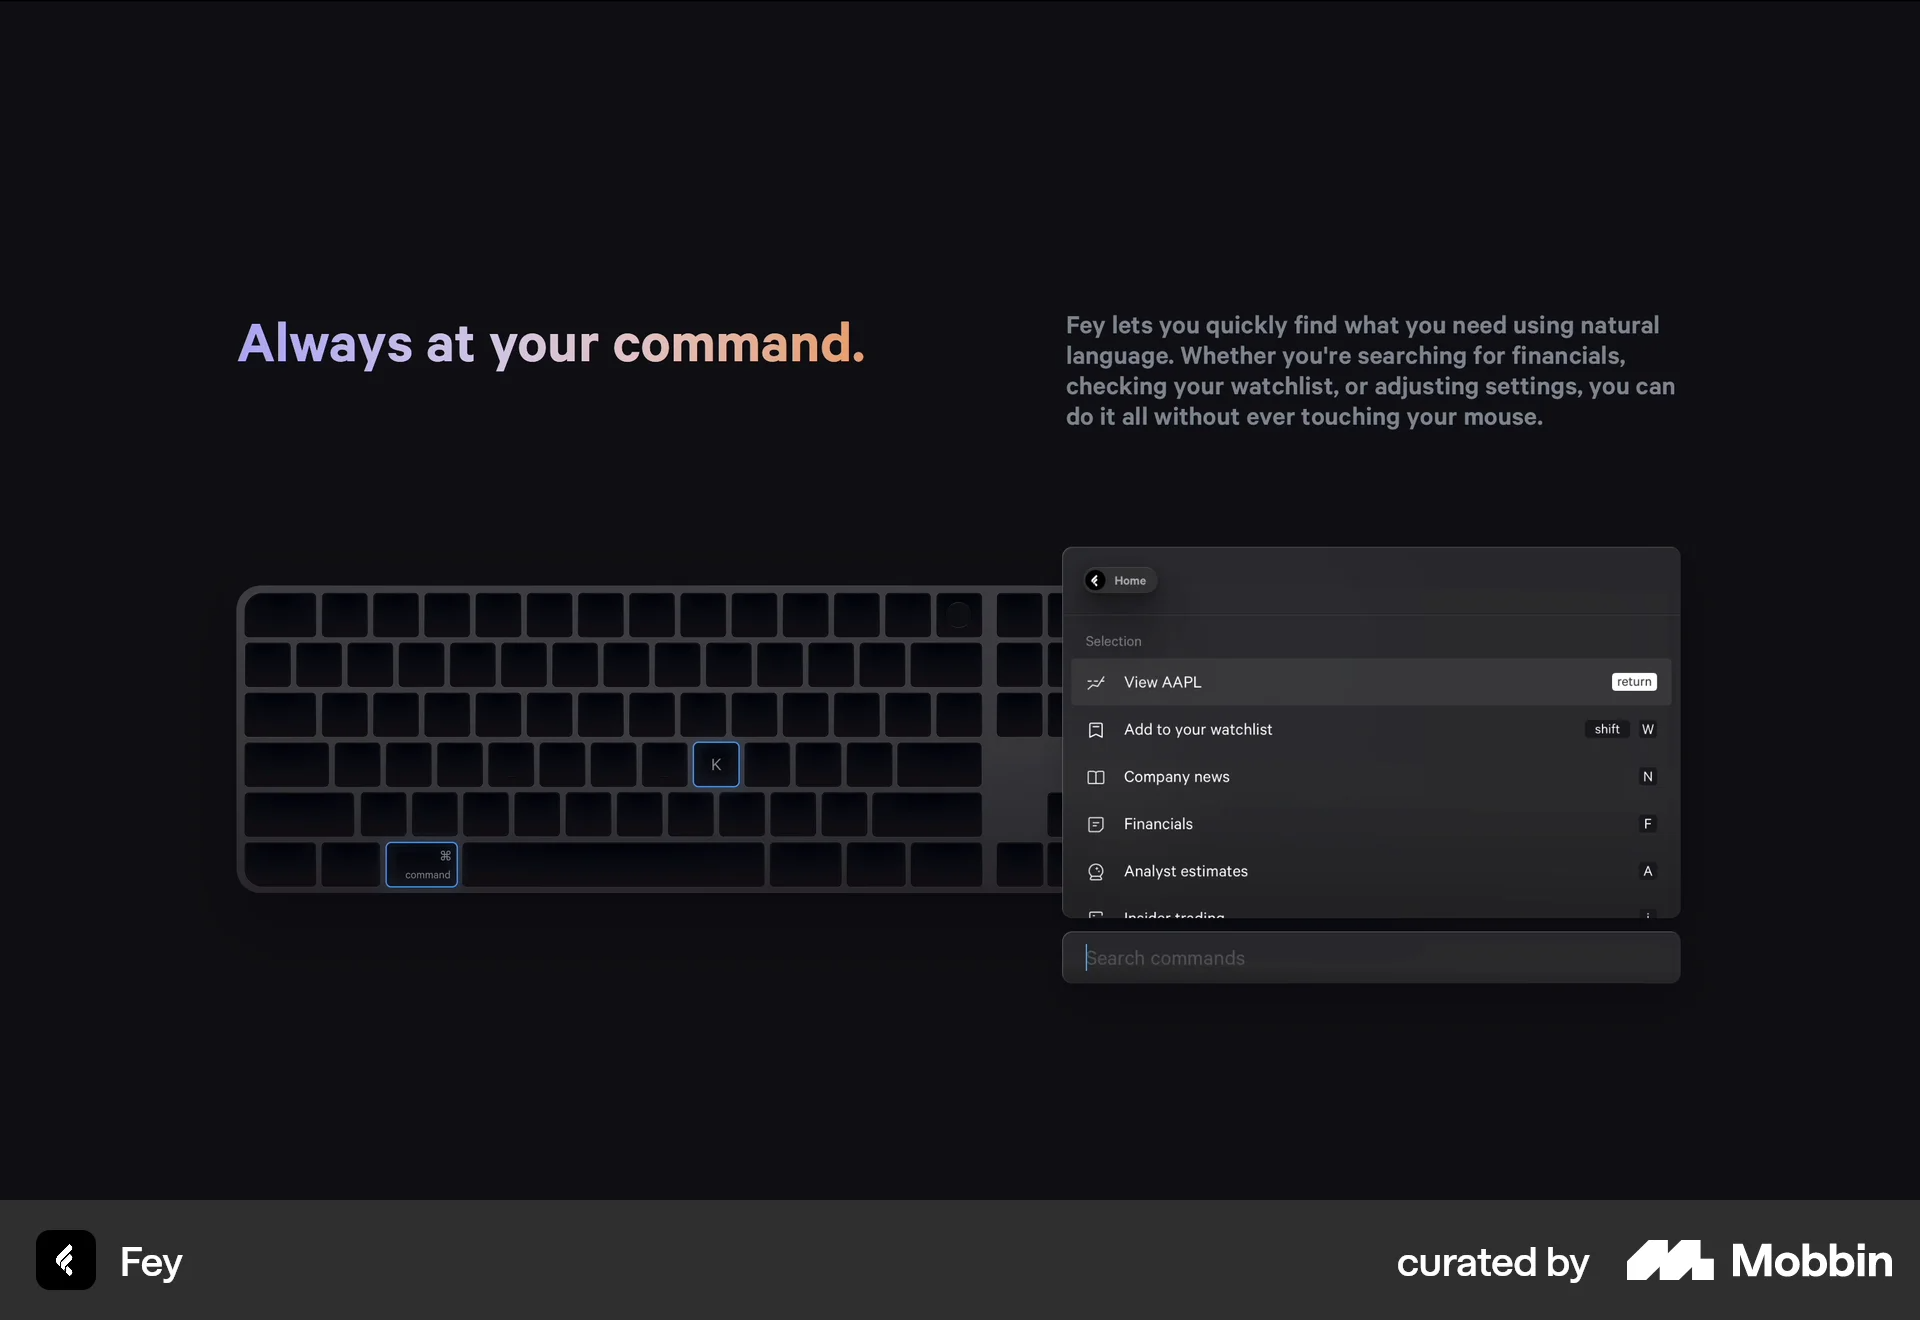 Always at your command.
Fey lets you quickly find what you need using natural
language. Whether you're searching for financials,
checking your watchlist, or adjusting settings, you can
do it all without ever touching your mouse.
K
⌘
command
Home
Selection
View AAPL return
Add to your watchlist shift W
Company news N
Financials F
Analyst estimates A
Insider trading i
Search commands
Fey
curated by Mobbin